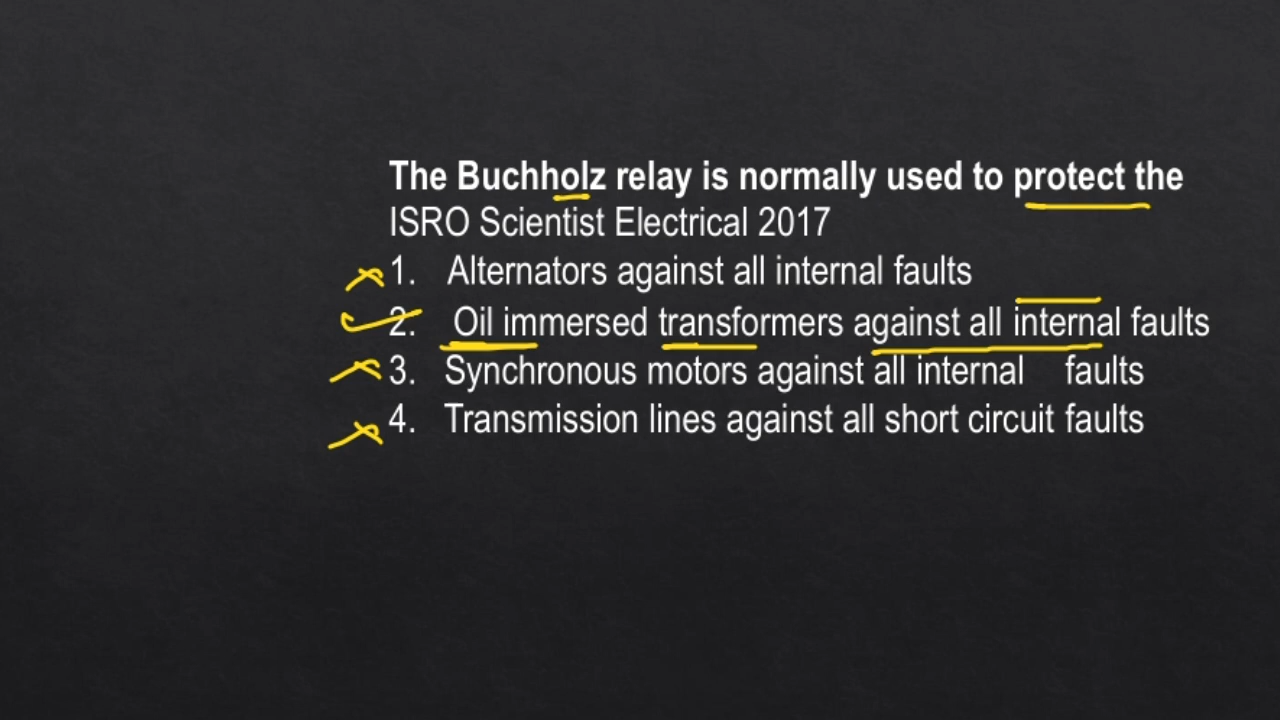 The Buchholz relay is normally used to protect the
ISRO Scientist Electrical 2017
1. Alternators against all internal faults
2. Oil immersed transformers against all internal faults
3. Synchronous motors against all internal faults
4. Transmission lines against all short circuit faults